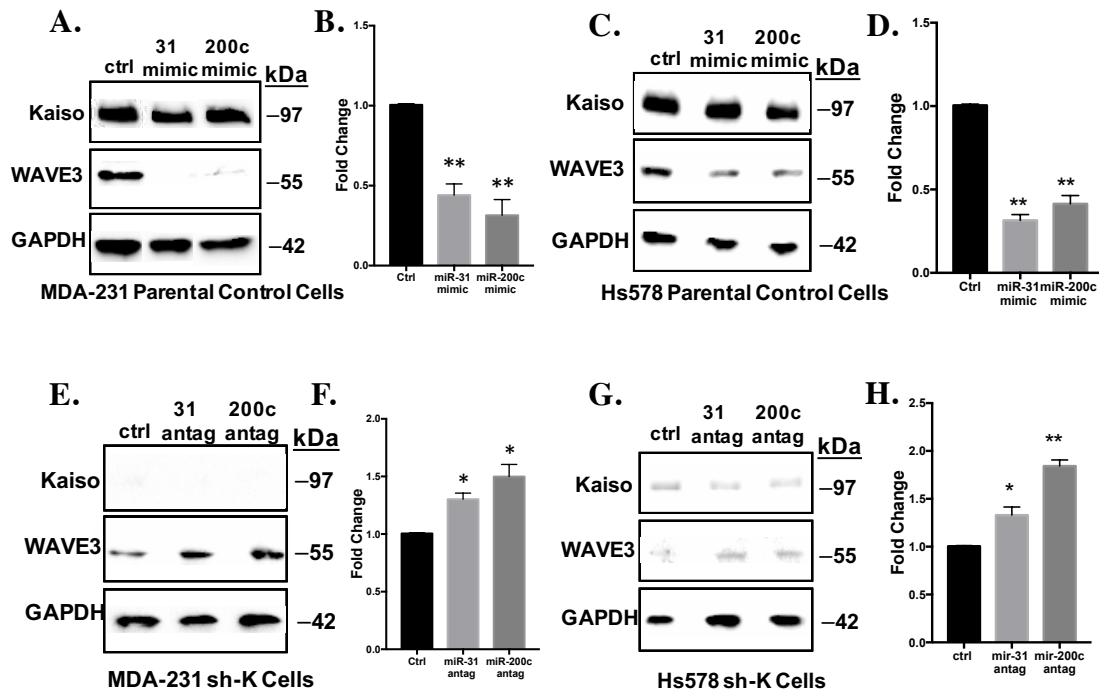 A.
31 200c
ctrl mimic mimic kDa
Kaiso –97
WAVE3 –55
GAPDH –42
MDA-231 Parental Control Cells
B.
Fold Change
1.5
1.0
0.5
0.0
** **
Ctrl miR-31 miR-200c
mimic mimic
C.
31 200c
ctrl mimic mimic kDa
Kaiso –97
WAVE3 –55
GAPDH –42
Hs578 Parental Control Cells
D.
Fold Change
1.5
1.0
0.5
0.0
** **
Ctrl miR-31 miR-200c
mimic mimic
E.
31 200c
ctrl antag antag kDa
Kaiso –97
WAVE3 –55
GAPDH –42
MDA-231 sh-K Cells
F.
Fold Change
2.0
1.5
1.0
0.5
0.0
* *
Ctrl miR-31 miR-200c
antag antag
G.
31 200c
ctrl antag antag kDa
Kaiso –97
WAVE3 –55
GAPDH –42
Hs578 sh-K Cells
H.
Fold Change
2.5
2.0
1.5
1.0
0.5
0.0
* **
ctrl mir-31 mir-200c
antag antag